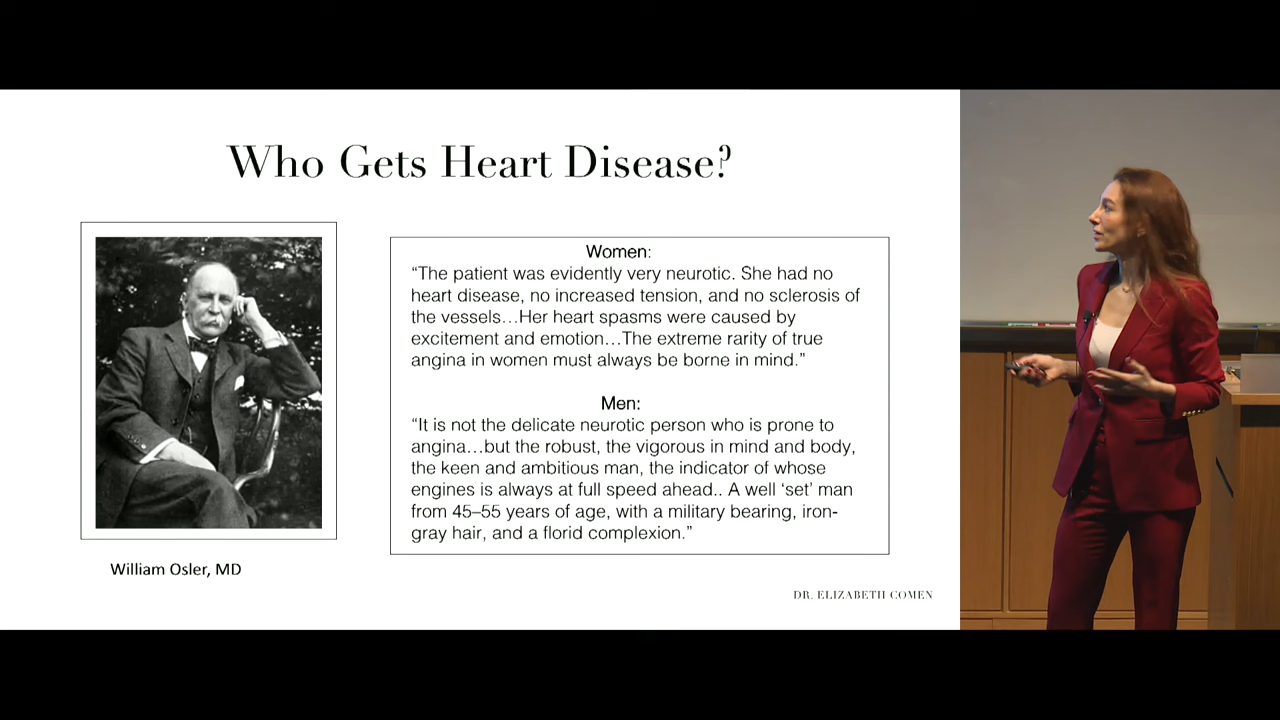 Who Gets Heart Disease?
Women:
“The patient was evidently very neurotic. She had no
heart disease, no increased tension, and no sclerosis of
the vessels…Her heart spasms were caused by
excitement and emotion…The extreme rarity of true
angina in women must always be borne in mind.”
Men:
“It is not the delicate neurotic person who is prone to
angina…but the robust, the vigorous in mind and body,
the keen and ambitious man, the indicator of whose
engines is always at full speed ahead.. A well ‘set’ man
from 45–55 years of age, with a military bearing, iron-
gray hair, and a florid complexion.”
William Osler, MD
DR. ELIZABETH COMEN